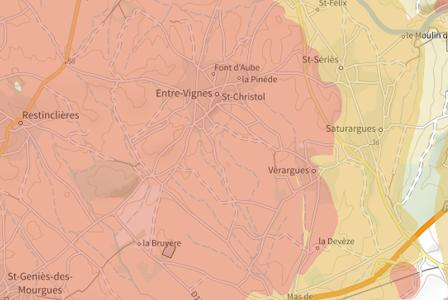 St-Félix
le Moulin d
St-Sériès
Font d'Aube
la Pinède
Entre-Vignes
St-Christol
Restinclières
Saturargues
Vérargues
la Bruyère
la Devèze
St-Geniès-des-
Mourgues
Mas de